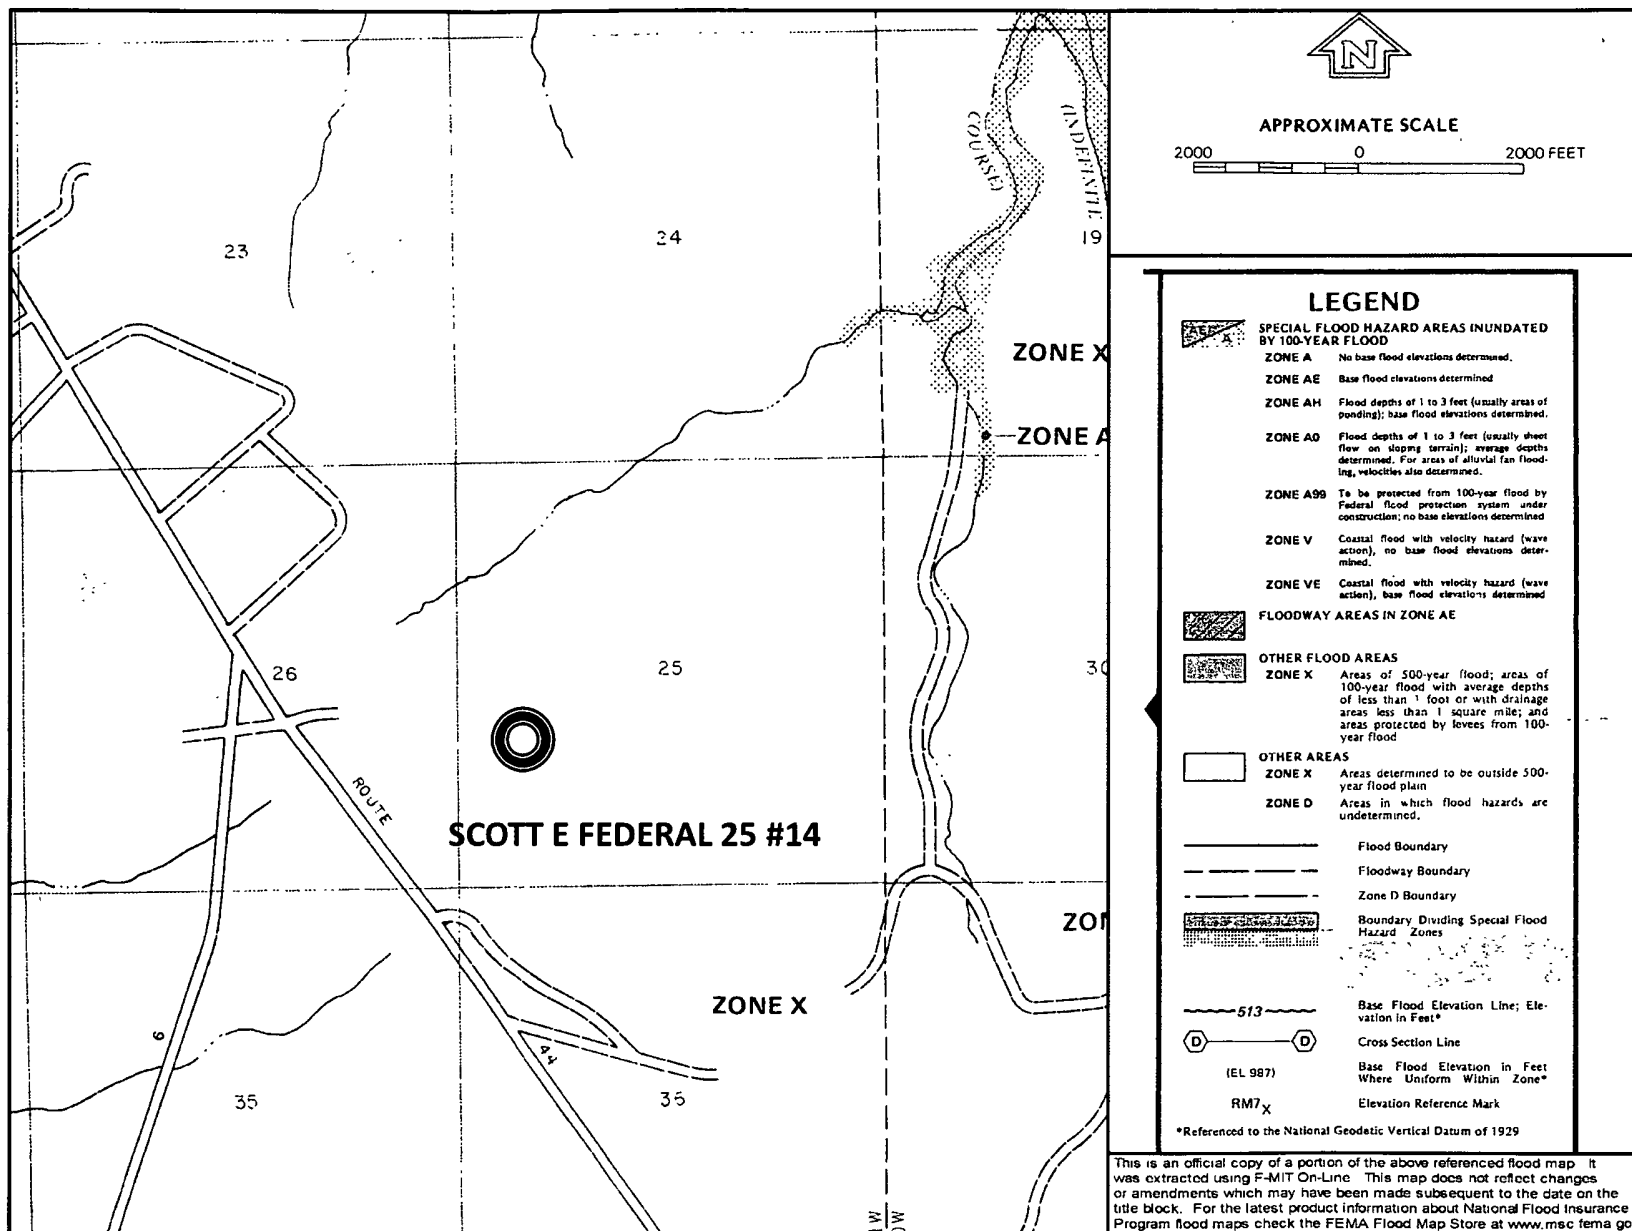 N
APPROXIMATE SCALE
2000 0 2000 FEET
COURSE)
(INDEFINITE
23
24
19
ZONE X
ZONE A
26
25
30
ROUTE
SCOTT E FEDERAL 25 #14
ZONE X
6
44
35
36
LEGEND
A
SPECIAL FLOOD HAZARD AREAS INUNDATED
BY 100-YEAR FLOOD
ZONE A No base flood elevations determined.
ZONE AE Base flood elevations determined
ZONE AH Flood depths of 1 to 3 feet (usually areas of
ponding); base flood elevations determined.
ZONE AO Flood depths of 1 to 3 feet (usually sheet
flow on sloping terrain); average depths
determined. For areas of alluvial fan flood-
ing, velocities also determined.
ZONE A99 To be protected from 100-year flood by
Federal flood protection system under
construction; no base elevations determined
ZONE V Coastal flood with velocity hazard (wave
action), no base flood elevations deter-
mined.
ZONE VE Coastal flood with velocity hazard (wave
action), base flood elevations determined
FLOODWAY AREAS IN ZONE AE
OTHER FLOOD AREAS
ZONE X Areas of 500-year flood; areas of
100-year flood with average depths
of less than 1 foot or with drainage
areas less than 1 square mile; and
areas protected by levees from 100-
year flood
OTHER AREAS
ZONE X Areas determined to be outside 500-
year flood plain
ZONE D Areas in which flood hazards are
undetermined.
Flood Boundary
Floodway Boundary
Zone D Boundary
Boundary Dividing Special Flood
Hazard Zones
513 Base Flood Elevation Line; Ele-
vation in Feet*
D D Cross Section Line
(EL 987) Base Flood Elevation in Feet
Where Uniform Within Zone*
RM7X Elevation Reference Mark
*Referenced to the National Geodetic Vertical Datum of 1929
This is an official copy of a portion of the above referenced flood map It
was extracted using F-MIT On-Line This map does not reflect changes
or amendments which may have been made subsequent to the date on the
title block. For the latest product information about National Flood Insurance
Program flood maps check the FEMA Flood Map Store at www.msc fema go